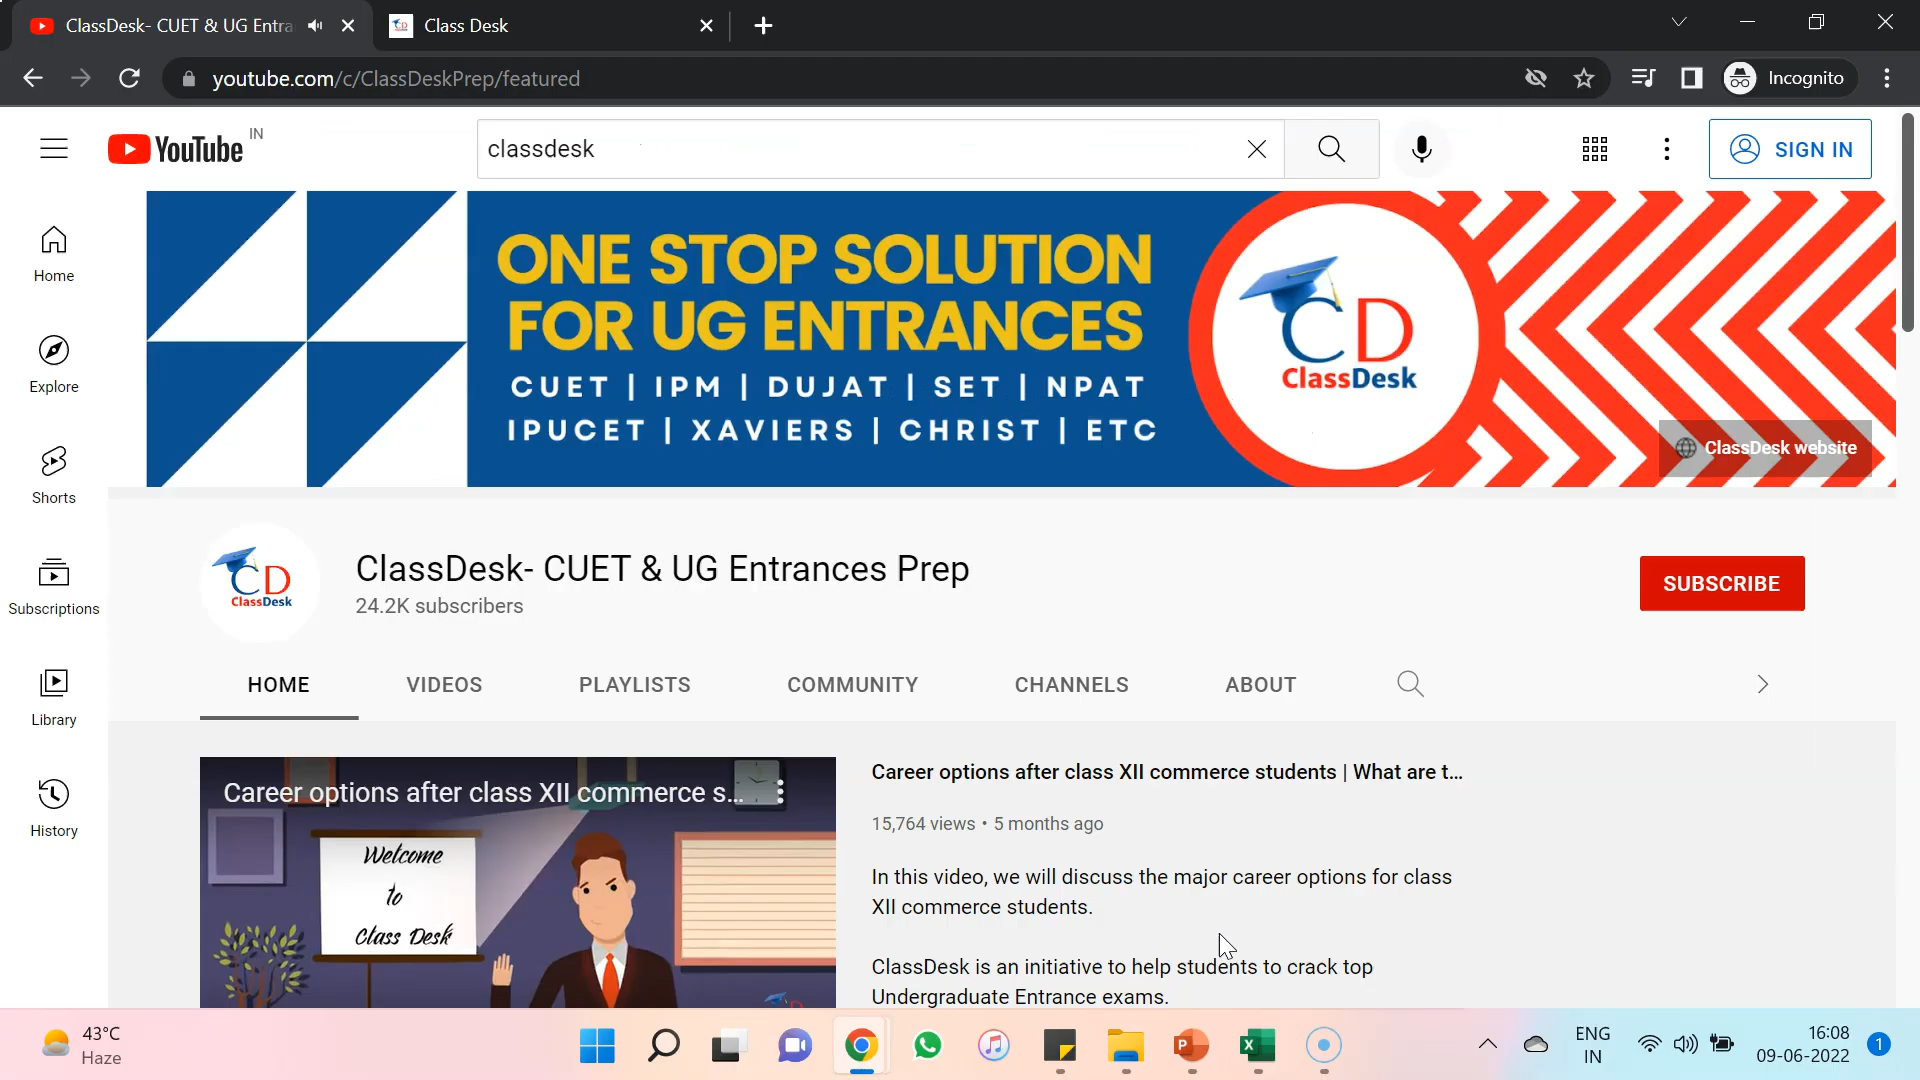 ClassDesk- CUET & UG Entra
Class Desk
youtube.com/c/ClassDeskPrep/featured
Incognito
YouTube IN
classdesk
SIGN IN
Home
Explore
Shorts
Subscriptions
Library
History
ONE STOP SOLUTION
FOR UG ENTRANCES
CUET | IPM | DUJAT | SET | NPAT
IPUCET | XAVIERS | CHRIST | ETC
CD
ClassDesk
ClassDesk website
CD
ClassDesk
ClassDesk- CUET & UG Entrances Prep
24.2K subscribers
SUBSCRIBE
HOME
VIDEOS
PLAYLISTS
COMMUNITY
CHANNELS
ABOUT
Career options after class XII commerce s...
Welcome
to
Class Desk
Career options after class XII commerce students | What are t...
15,764 views • 5 months ago
In this video, we will discuss the major career options for class
XII commerce students.
ClassDesk is an initiative to help students to crack top
Undergraduate Entrance exams.
43°C
Haze
ENG
IN
16:08
09-06-2022
1